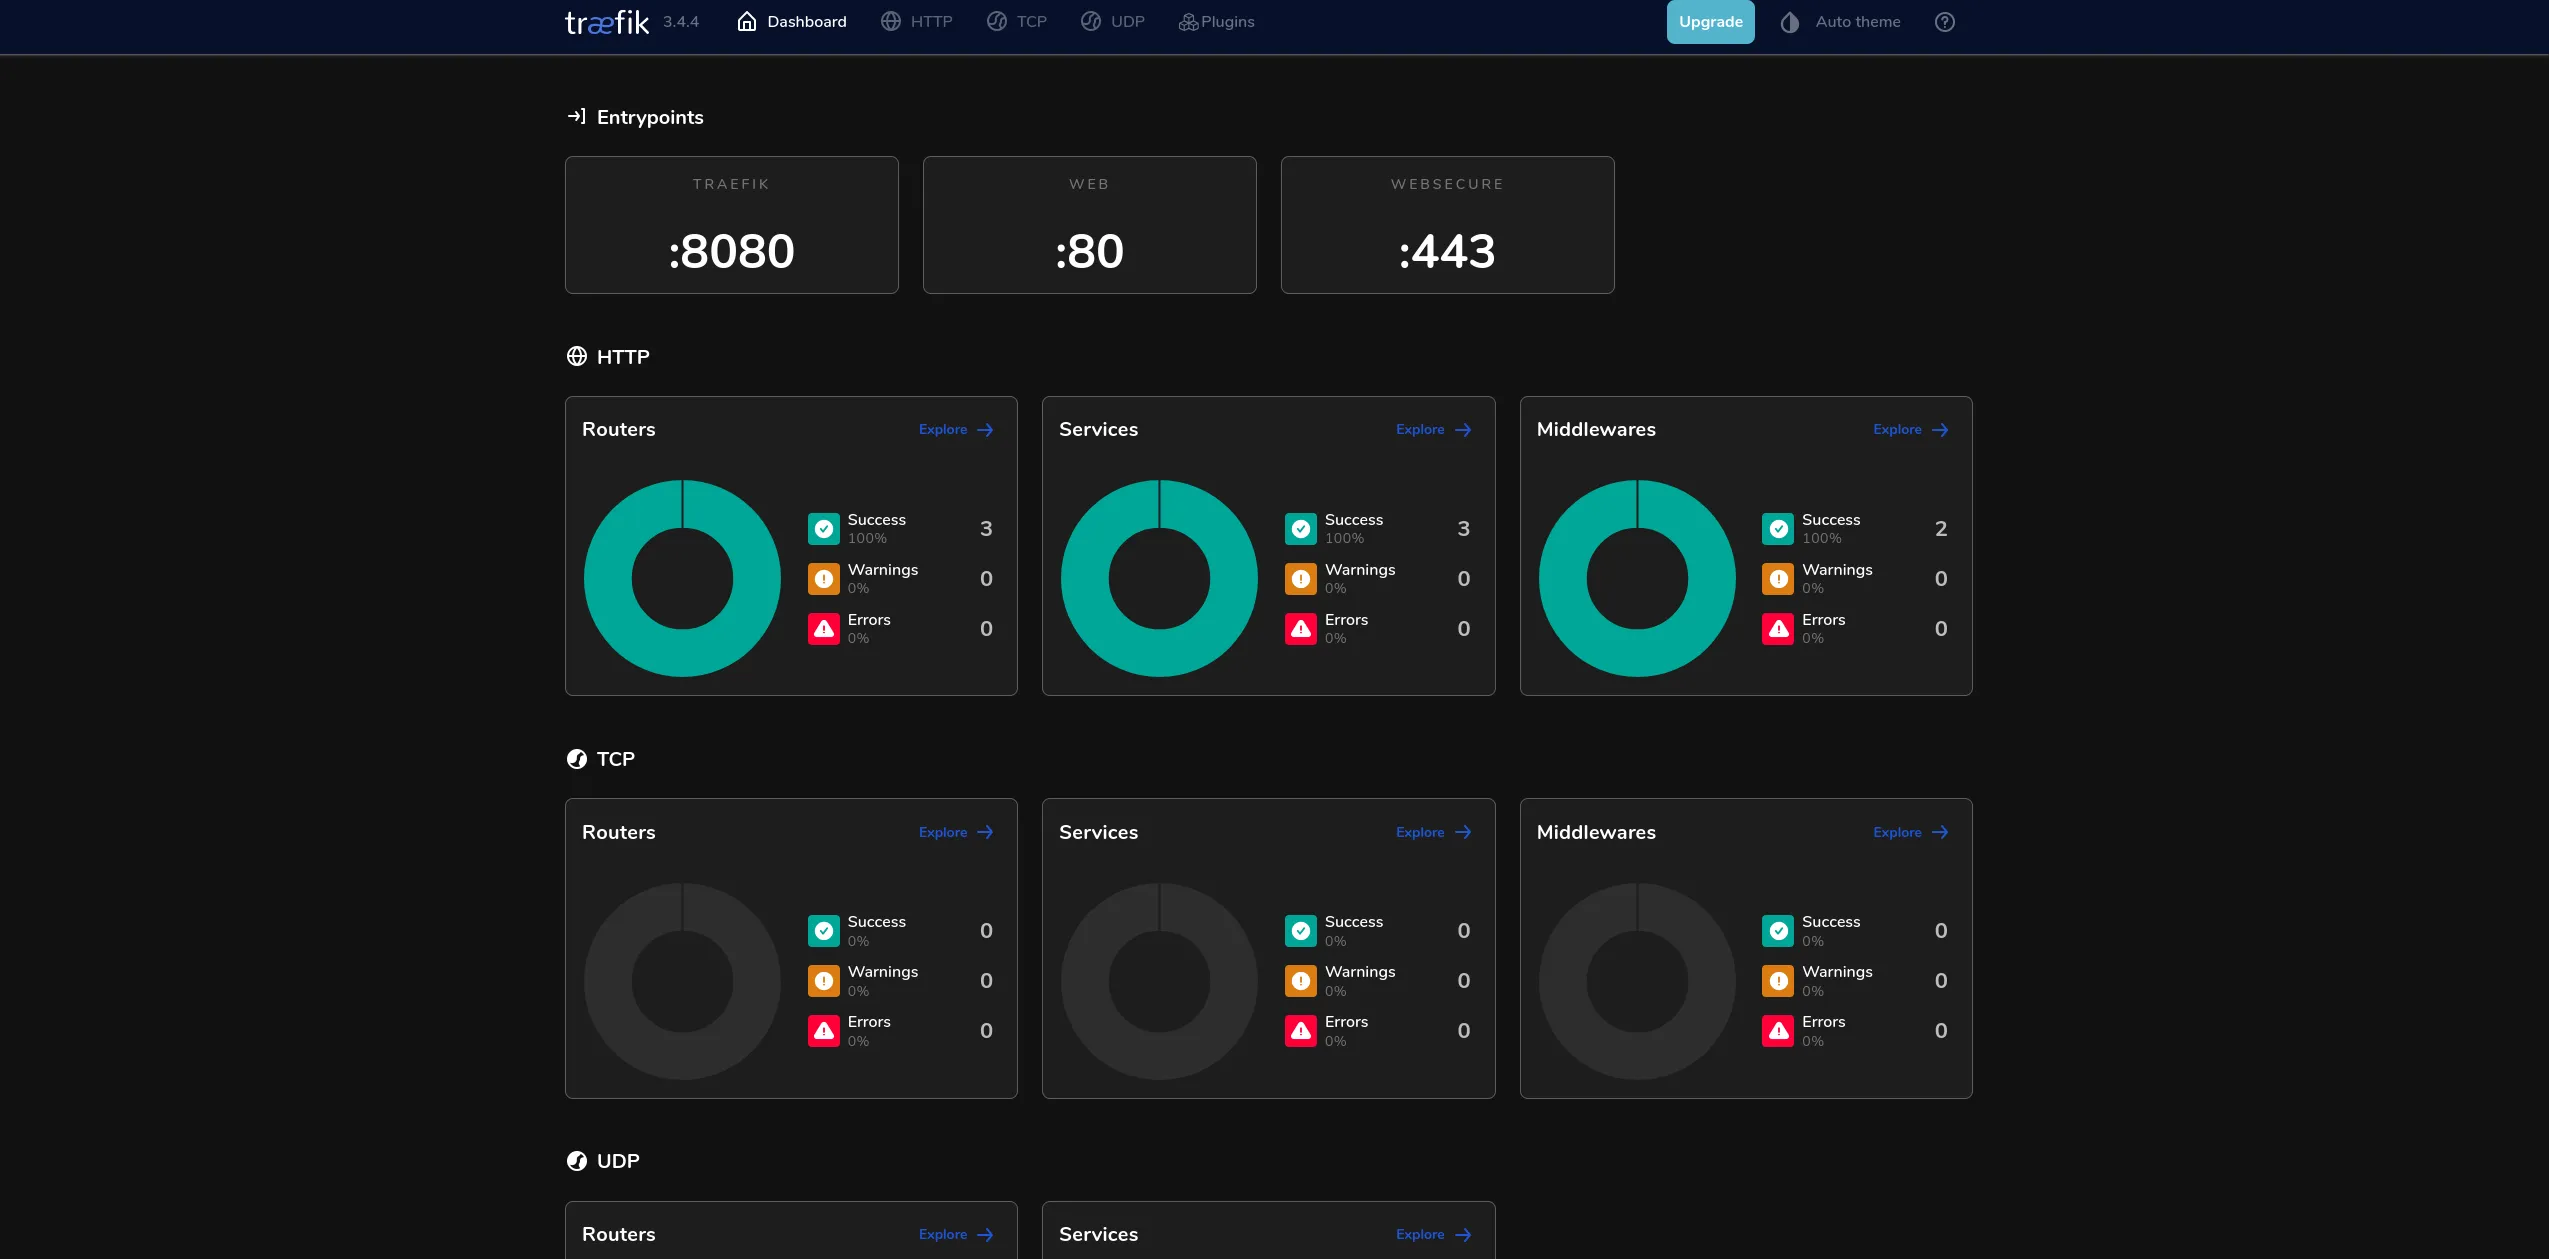 træfik 3.4.4 Dashboard HTTP TCP UDP Plugins Upgrade Auto theme
Entrypoints
TRAEFIK
:8080
WEB
:80
WEBSECURE
:443
HTTP
Routers Explore
Success 3
100%
Warnings 0
0%
Errors 0
0%
Services Explore
Success 3
100%
Warnings 0
0%
Errors 0
0%
Middlewares Explore
Success 2
100%
Warnings 0
0%
Errors 0
0%
TCP
Routers Explore
Success 0
0%
Warnings 0
0%
Errors 0
0%
Services Explore
Success 0
0%
Warnings 0
0%
Errors 0
0%
Middlewares Explore
Success 0
0%
Warnings 0
0%
Errors 0
0%
UDP
Routers Explore
Services Explore